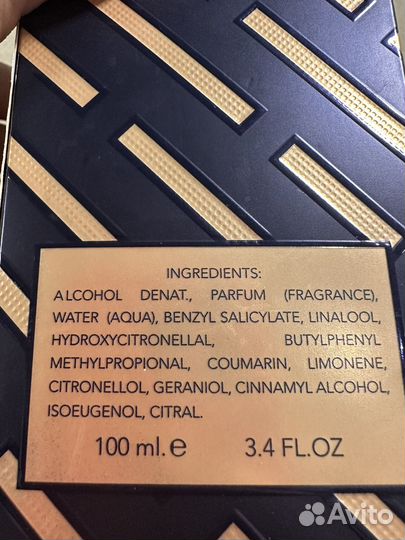 INGREDIENTS:
ALCOHOL DENAT., PARFUM (FRAGRANCE),
WATER (AQUA), BENZYL SALICYLATE, LINALOOL,
HYDROXYCITRONELLAL, BUTYLPHENYL
METHYLPROPIONAL, COUMARIN, LIMONENE,
CITRONELLOL, GERANIOL, CINNAMYL ALCOHOL,
ISOEUGENOL, CITRAL.
100 ml.e 3.4 FL.OZ
Avito